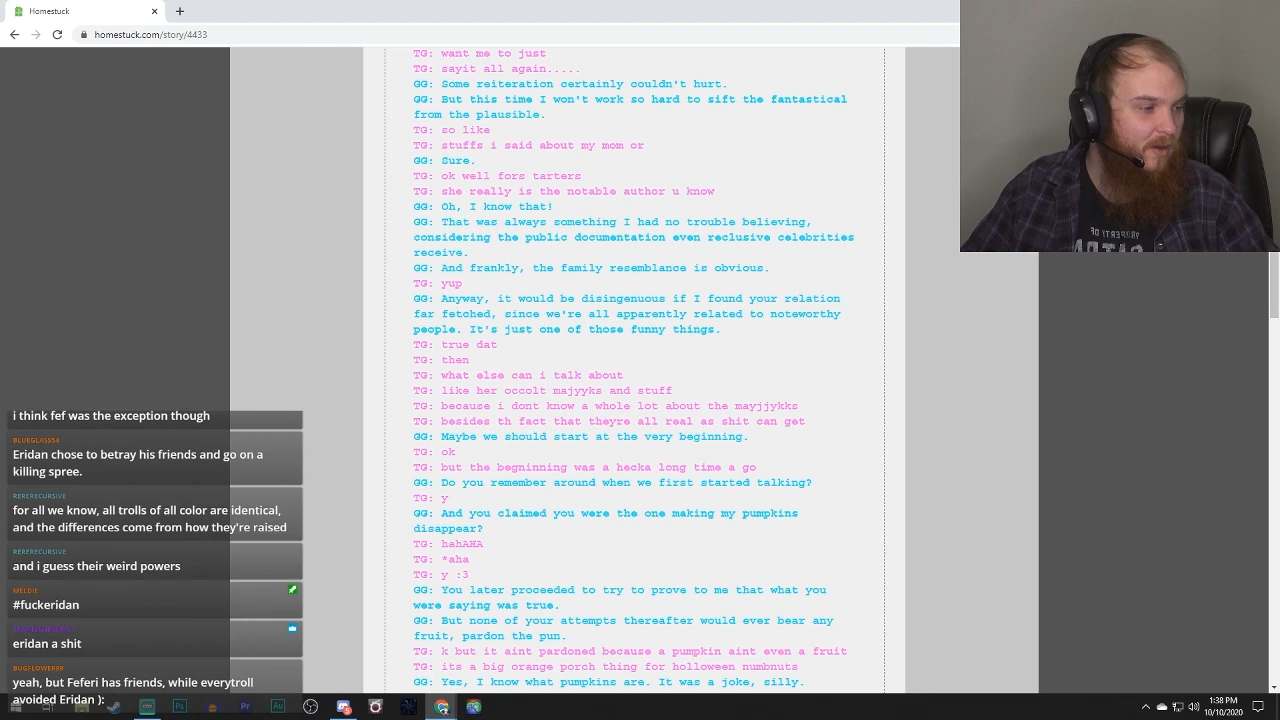 Homestuck
homestuck.com/story/4433
TG: want me to just
TG: sayit all again.....
GG: Some reiteration certainly couldn't hurt.
GG: But this time I won't work so hard to sift the fantastical
from the plausible.
TG: so like
TG: stuffs i said about my mom or
GG: Sure.
TG: ok well fors tarters
TG: she really is the notable author u know
GG: Oh, I know that!
GG: That was always something I had no trouble believing,
considering the public documentation even reclusive celebrities
receive.
GG: And frankly, the family resemblance is obvious.
TG: yup
GG: Anyway, it would be disingenuous if I found your relation
far fetched, since we're all apparently related to noteworthy
people. It's just one of those funny things.
TG: true dat
TG: then
TG: what else can i talk about
TG: like her occolt majyyks and stuff
TG: because i dont know a whole lot about the mayjjykks
TG: besides th fact that theyre all real as shit can get
GG: Maybe we should start at the very beginning.
TG: ok
TG: but the begninning was a hecka long time a go
GG: Do you remember around when we first started talking?
TG: y
GG: And you claimed you were the one making my pumpkins
disappear?
TG: hahAHA
TG: *aha
TG: y :3
GG: You later proceeded to try to prove to me that what you
were saying was true.
GG: But none of your attempts thereafter would ever bear any
fruit, pardon the pun.
TG: k but it aint pardoned because a pumpkin aint even a fruit
TG: its a big orange porch thing for holloween numbnuts
GG: Yes, I know what pumpkins are. It was a joke, silly.
i think fef was the exception though
BLUEGLASS54
Eridan chose to betray his friends and go on a
killing spree.
RERERECURSIVE
for all we know, all trolls of all color are identical,
and the differences come from how they're raised
RERERECURSIVE
and i guess their weird powers
MELDIE
#fuckeridan
eridan a shit
BUGFLOWER99
yeah, but Feferi has friends, while everytroll
avoided Eridan ):
PROPERTY OF
1:38 PM
10/10/2020